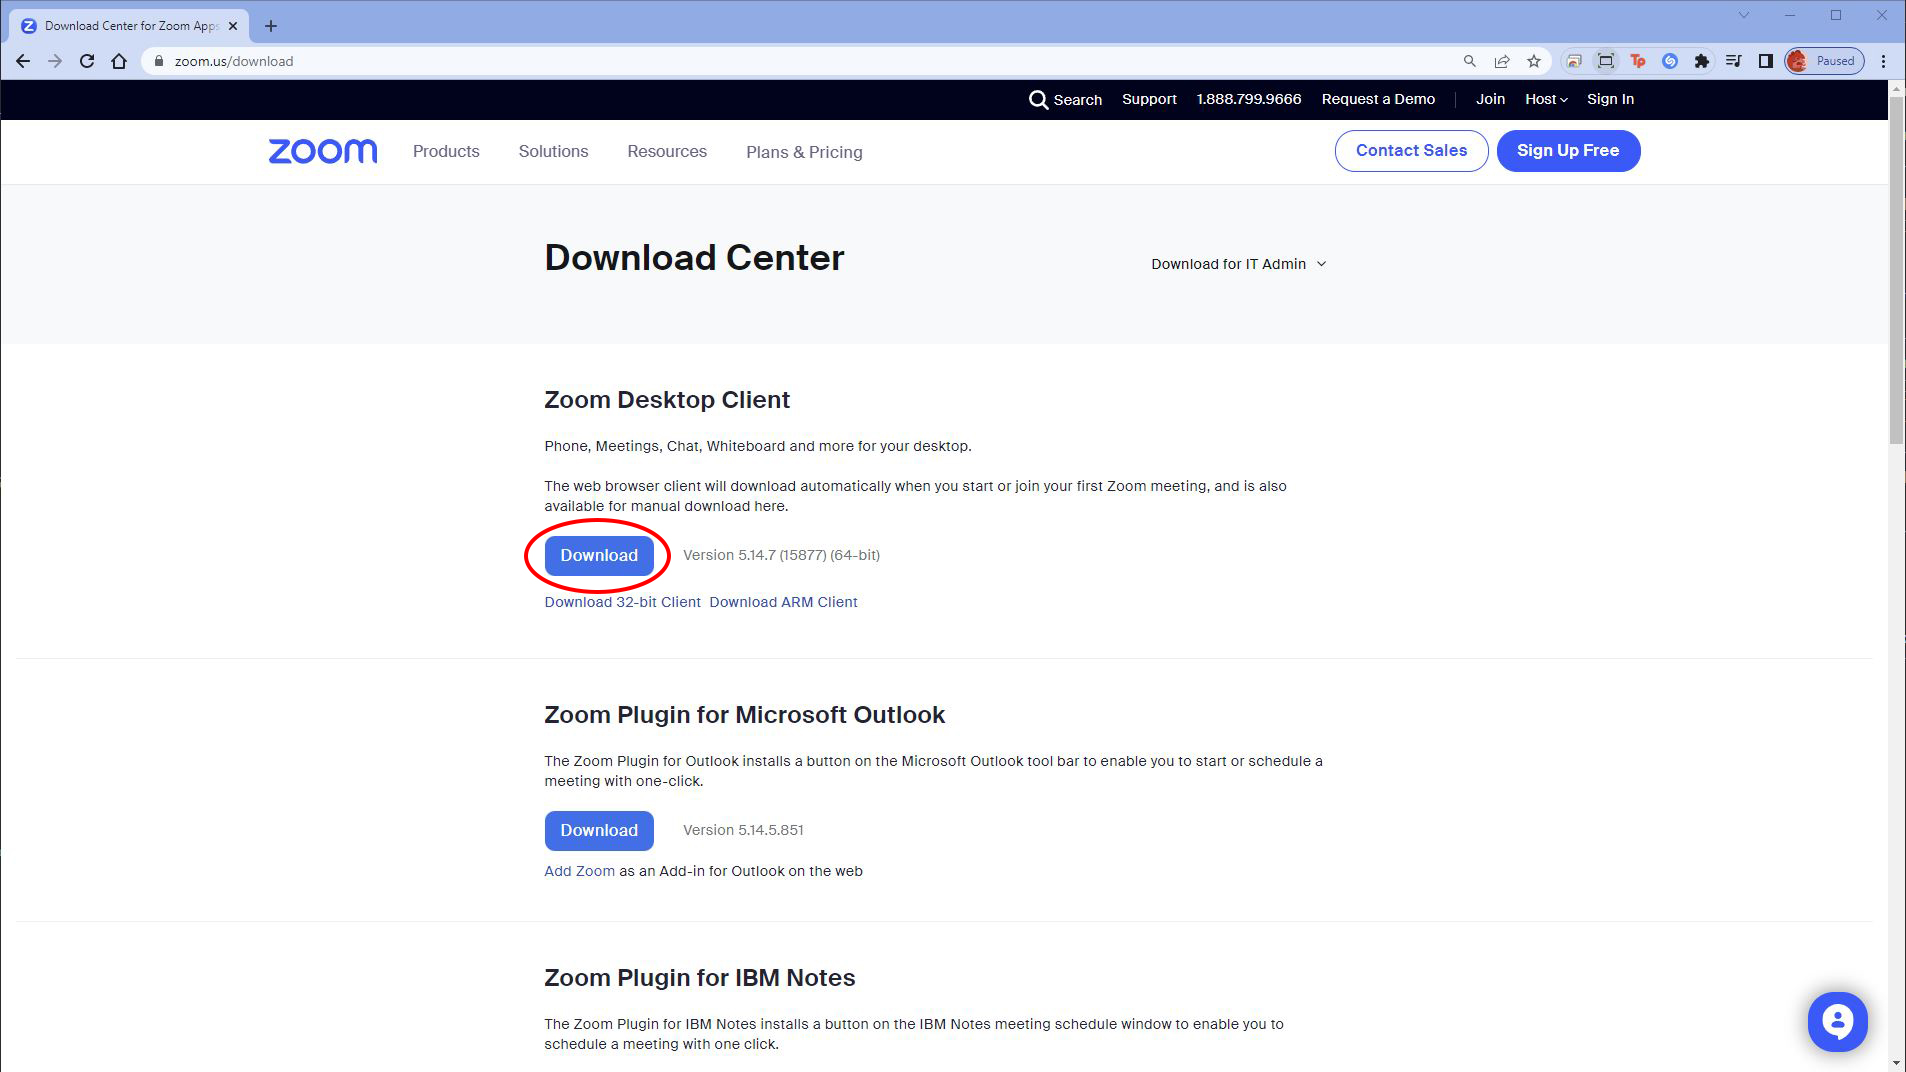 Download Center for Zoom Apps
zoom.us/download
Paused
Search Support 1.888.799.9666 Request a Demo Join Host Sign In
zoom Products Solutions Resources Plans & Pricing Contact Sales Sign Up Free
Download Center
Download for IT Admin
Zoom Desktop Client
Phone, Meetings, Chat, Whiteboard and more for your desktop.
The web browser client will download automatically when you start or join your first Zoom meeting, and is also
available for manual download here.
Download Version 5.14.7 (15877) (64-bit)
Download 32-bit Client Download ARM Client
Zoom Plugin for Microsoft Outlook
The Zoom Plugin for Outlook installs a button on the Microsoft Outlook tool bar to enable you to start or schedule a
meeting with one-click.
Download Version 5.14.5.851
Add Zoom as an Add-in for Outlook on the web
Zoom Plugin for IBM Notes
The Zoom Plugin for IBM Notes installs a button on the IBM Notes meeting schedule window to enable you to
schedule a meeting with one click.